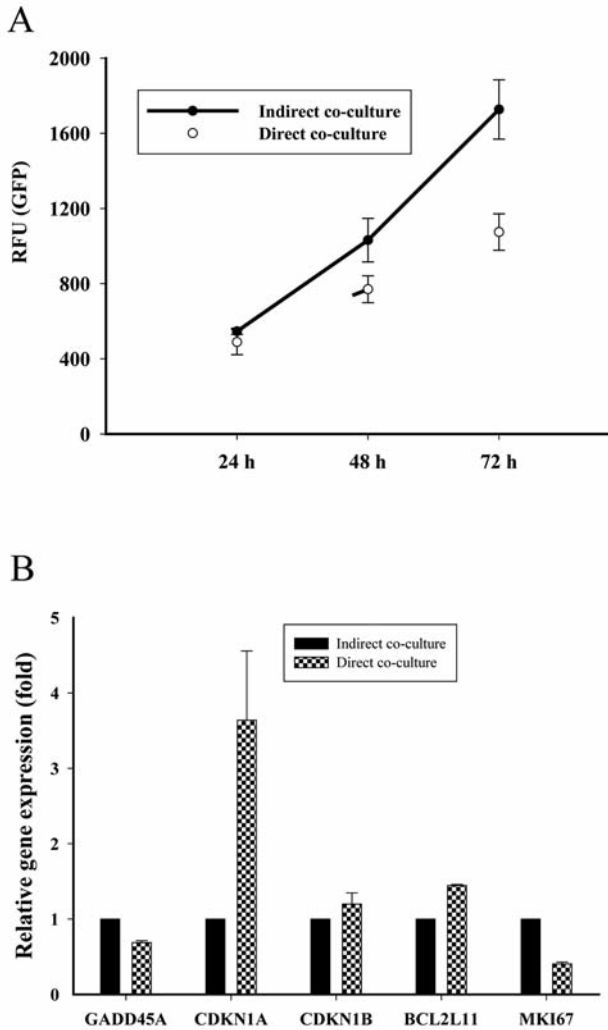 A
2000
1600
1200
800
400
0
RFU (GFP)
Indirect co-culture
Direct co-culture
24 h 48 h 72 h
B
5
4
3
2
1
0
Relative gene expression (fold)
Indirect co-culture
Direct co-culture
GADD45A CDKN1A CDKN1B BCL2L11 MKI67